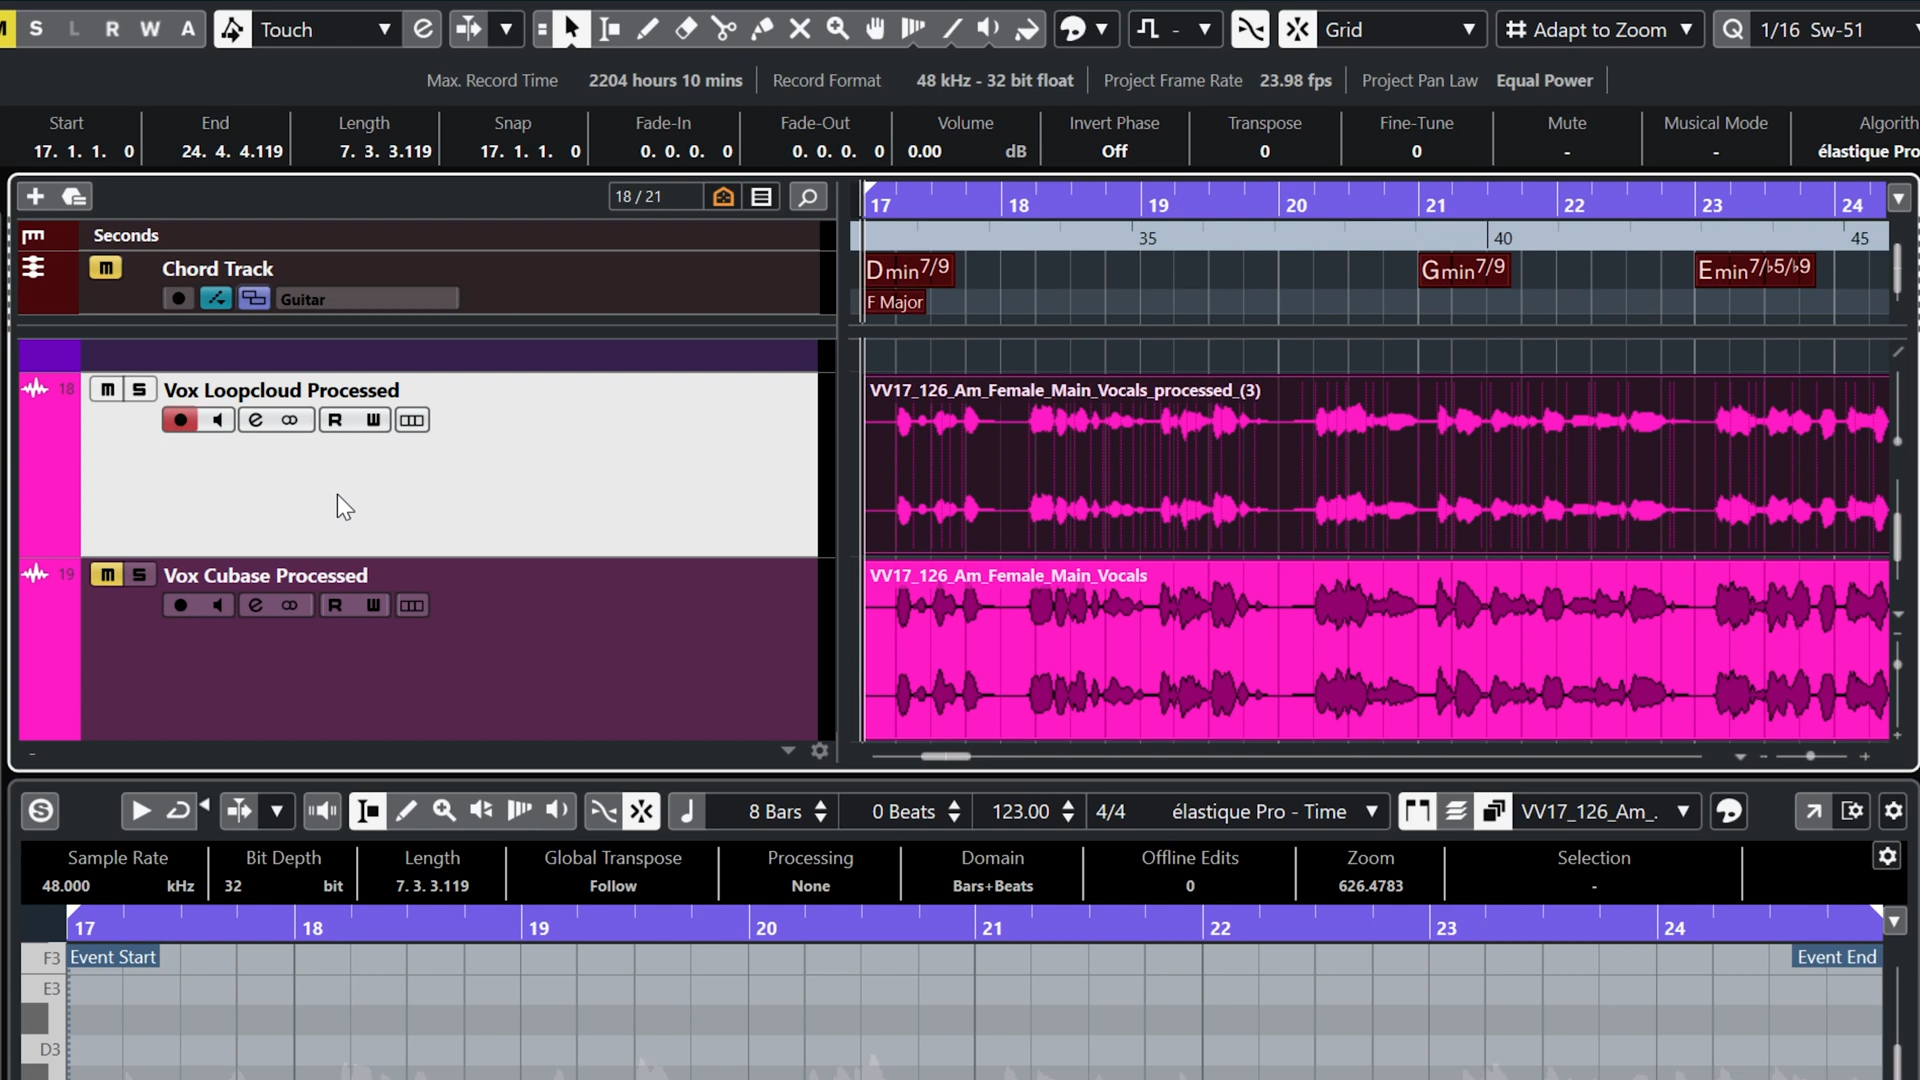 M S L R W A Touch Grid Adapt to Zoom 1/16 Sw-51
Max. Record Time 2204 hours 10 mins Record Format 48 kHz - 32 bit float Project Frame Rate 23.98 fps Project Pan Law Equal Power
Start End Length Snap Fade-In Fade-Out Volume Invert Phase Transpose Fine-Tune Mute Musical Mode Algorith
17. 1. 1. 0 24. 4. 4.119 7. 3. 3.119 17. 1. 1. 0 0. 0. 0. 0 0. 0. 0. 0 0.00 dB Off 0 0 - - élastique Pro
18 / 21 17 18 19 20 21 22 23 24
Seconds 35 40 45
m Chord Track Dmin7/9 Gmin7/9 Emin7/♭5/♭9
Guitar F Major
18 m S Vox Loopcloud Processed VV17_126_Am_Female_Main_Vocals_processed_(3)
e R W
19 m S Vox Cubase Processed VV17_126_Am_Female_Main_Vocals
e R W
8 Bars 0 Beats 123.00 4/4 élastique Pro - Time VV17_126_Am_.
Sample Rate Bit Depth Length Global Transpose Processing Domain Offline Edits Zoom Selection
48.000 kHz 32 bit 7. 3. 3.119 Follow None Bars+Beats 0 626.4783 -
17 18 19 20 21 22 23 24
F3 Event Start Event End
E3
D3